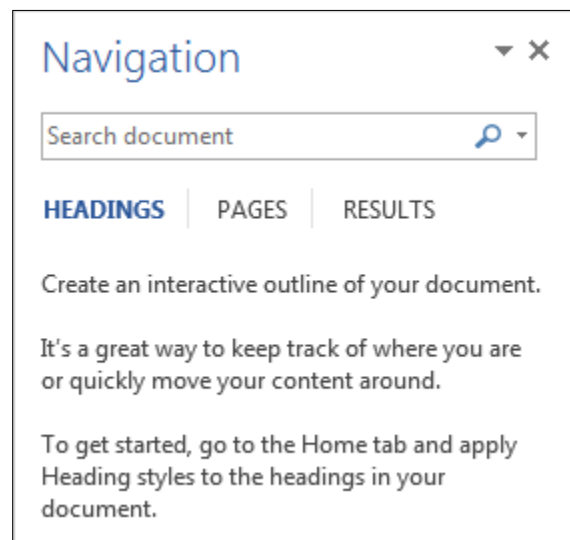 Navigation
Search document
HEADINGS PAGES RESULTS
Create an interactive outline of your document.
It's a great way to keep track of where you are
or quickly move your content around.
To get started, go to the Home tab and apply
Heading styles to the headings in your
document.